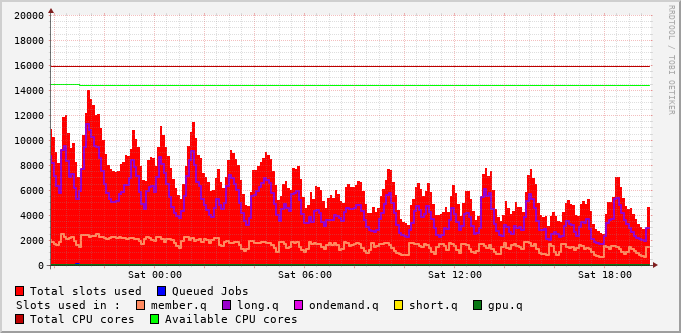 20000
18000
16000
14000
12000
10000
8000
6000
4000
2000
0
Sat 00:00 Sat 06:00 Sat 12:00 Sat 18:00
Total slots used Queued Jobs
Slots used in : member.q long.q ondemand.q short.q gpu.q
Total CPU cores Available CPU cores
RRDTOOL / TOBI OETIKER